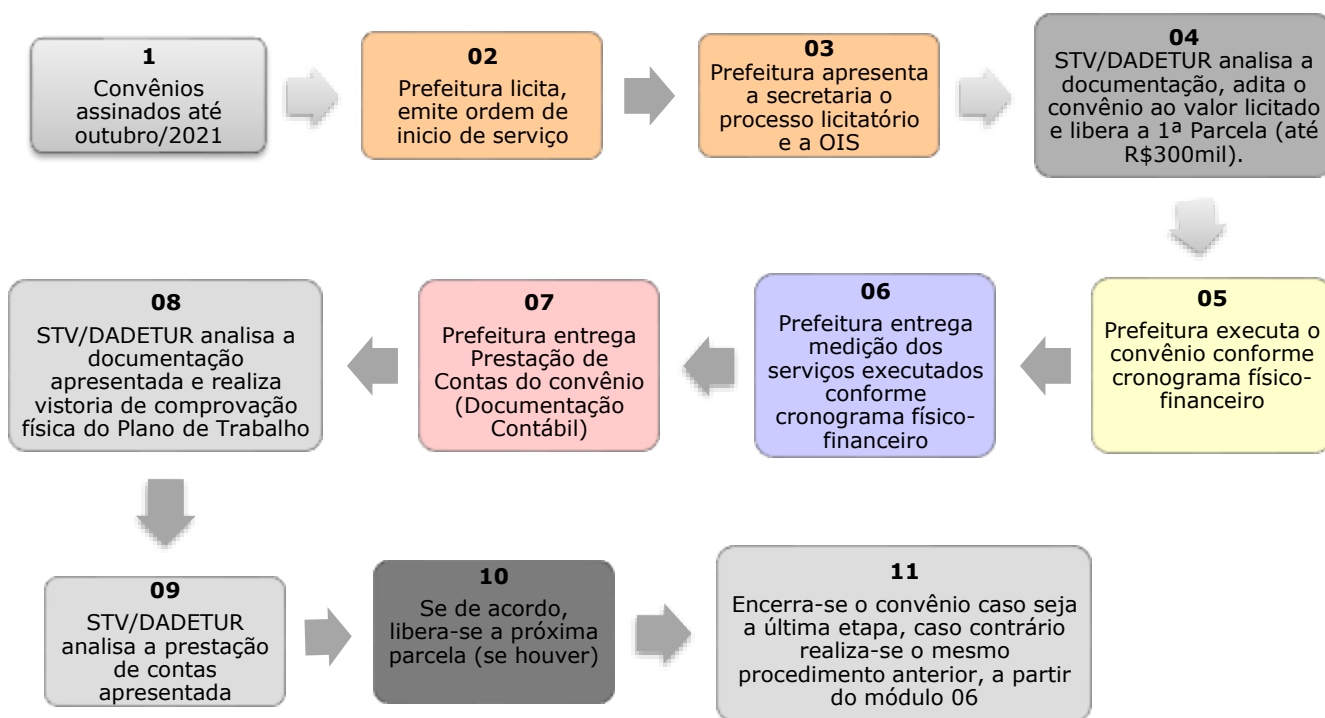 1
Convênios
assinados até
outubro/2021
02
Prefeitura licita,
emite ordem de
inicio de serviço
03
Prefeitura apresenta
a secretaria o
processo licitatório
e a OIS
04
STV/DADETUR analisa a
documentação, adita o
convênio ao valor licitado
e libera a 1ª Parcela (até
R$300mil).
05
Prefeitura executa o
convênio conforme
cronograma físico-
financeiro
06
Prefeitura entrega
medição dos
serviços executados
conforme
cronograma físico-
financeiro
07
Prefeitura entrega
Prestação de
Contas do convênio
(Documentação
Contábil)
08
STV/DADETUR analisa a
documentação
apresentada e realiza
vistoria de comprovação
física do Plano de Trabalho
09
STV/DADETUR
analisa a prestação
de contas
apresentada
10
Se de acordo,
libera-se a próxima
parcela (se houver)
11
Encerra-se o convênio caso seja
a última etapa, caso contrário
realiza-se o mesmo
procedimento anterior, a partir
do módulo 06